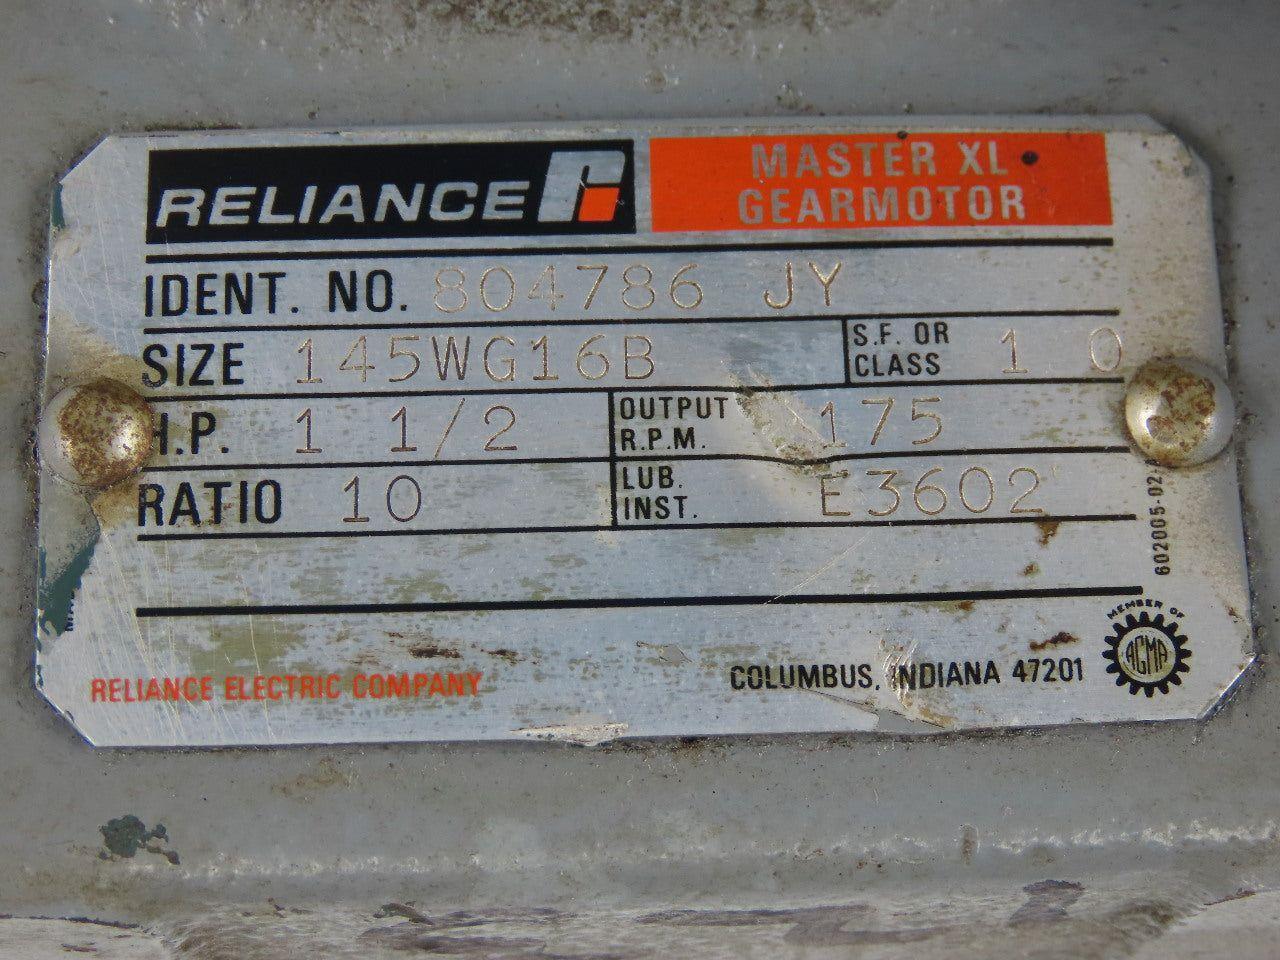 RELIANCE
MASTER XL
GEARMOTOR
IDENT. NO. 804786 JY
SIZE 145WG16B
S.F. OR
CLASS 1 0
H.P. 1 1/2
OUTPUT
R.P.M. 175
RATIO 10
LUB.
INST. E3602
602005-02-
RELIANCE ELECTRIC COMPANY
COLUMBUS, INDIANA 47201
MEMBER OF
AGMA